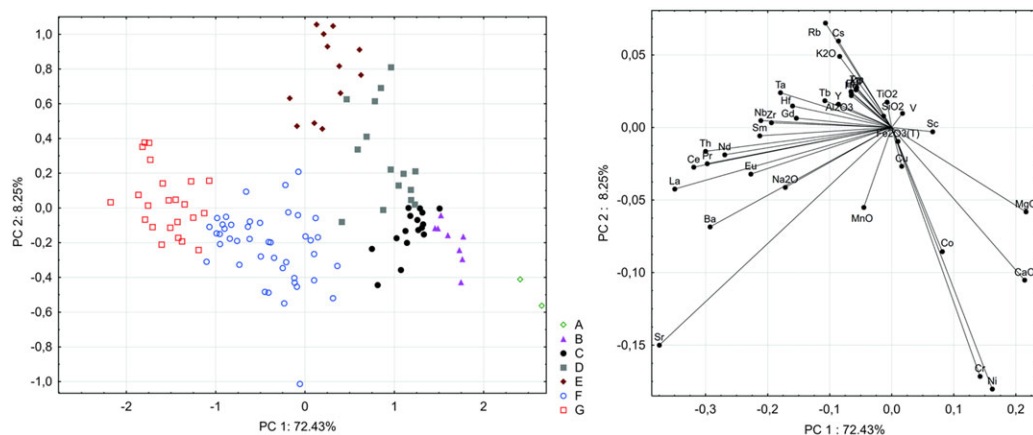 1,0
0,8
0,6
0,4
0,2
0,0
-0,2
-0,4
-0,6
-0,8
-1,0
PC 2: 8.25%
-2 -1 0 1 2
PC 1: 72.43%
A
B
C
D
E
F
G
0,05
0,00
-0,05
-0,10
-0,15
PC 2 : 8.25%
Rb Cs
K2O
Ta Tb Y TiO2
Hf Al2O3 SiO2 V
Nb Zr Gd Sc
Sm Fe2O3(T)
Th Nd
Ce Pr Eu Cu
La Na2O
Ba MnO MgO
Co
CaO
Sr
Cr Ni
-0,3 -0,2 -0,1 0,0 0,1 0,2
PC 1 : 72.43%